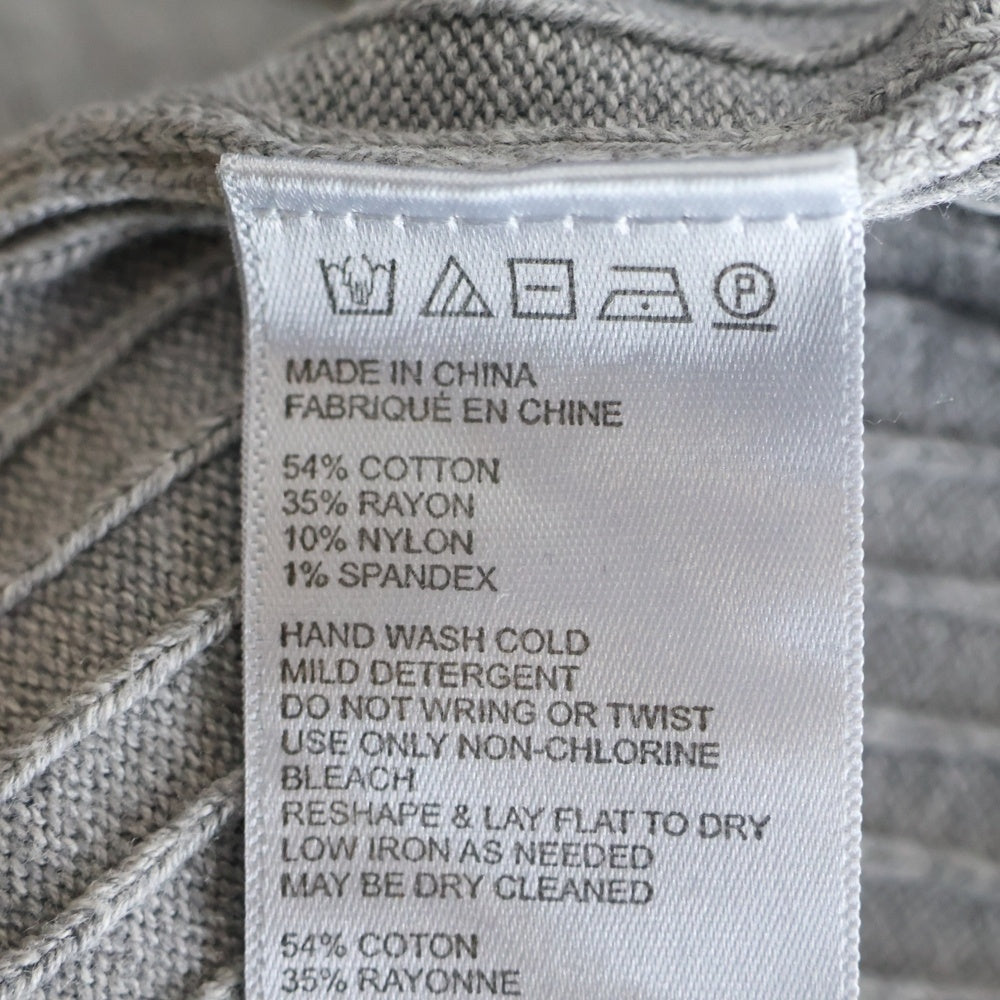 P
MADE IN CHINA
FABRIQUÉ EN CHINE
54% COTTON
35% RAYON
10% NYLON
1% SPANDEX
HAND WASH COLD
MILD DETERGENT
DO NOT WRING OR TWIST
USE ONLY NON-CHLORINE
BLEACH
RESHAPE & LAY FLAT TO DRY
LOW IRON AS NEEDED
MAY BE DRY CLEANED
54% COTON
35% RAYONNE